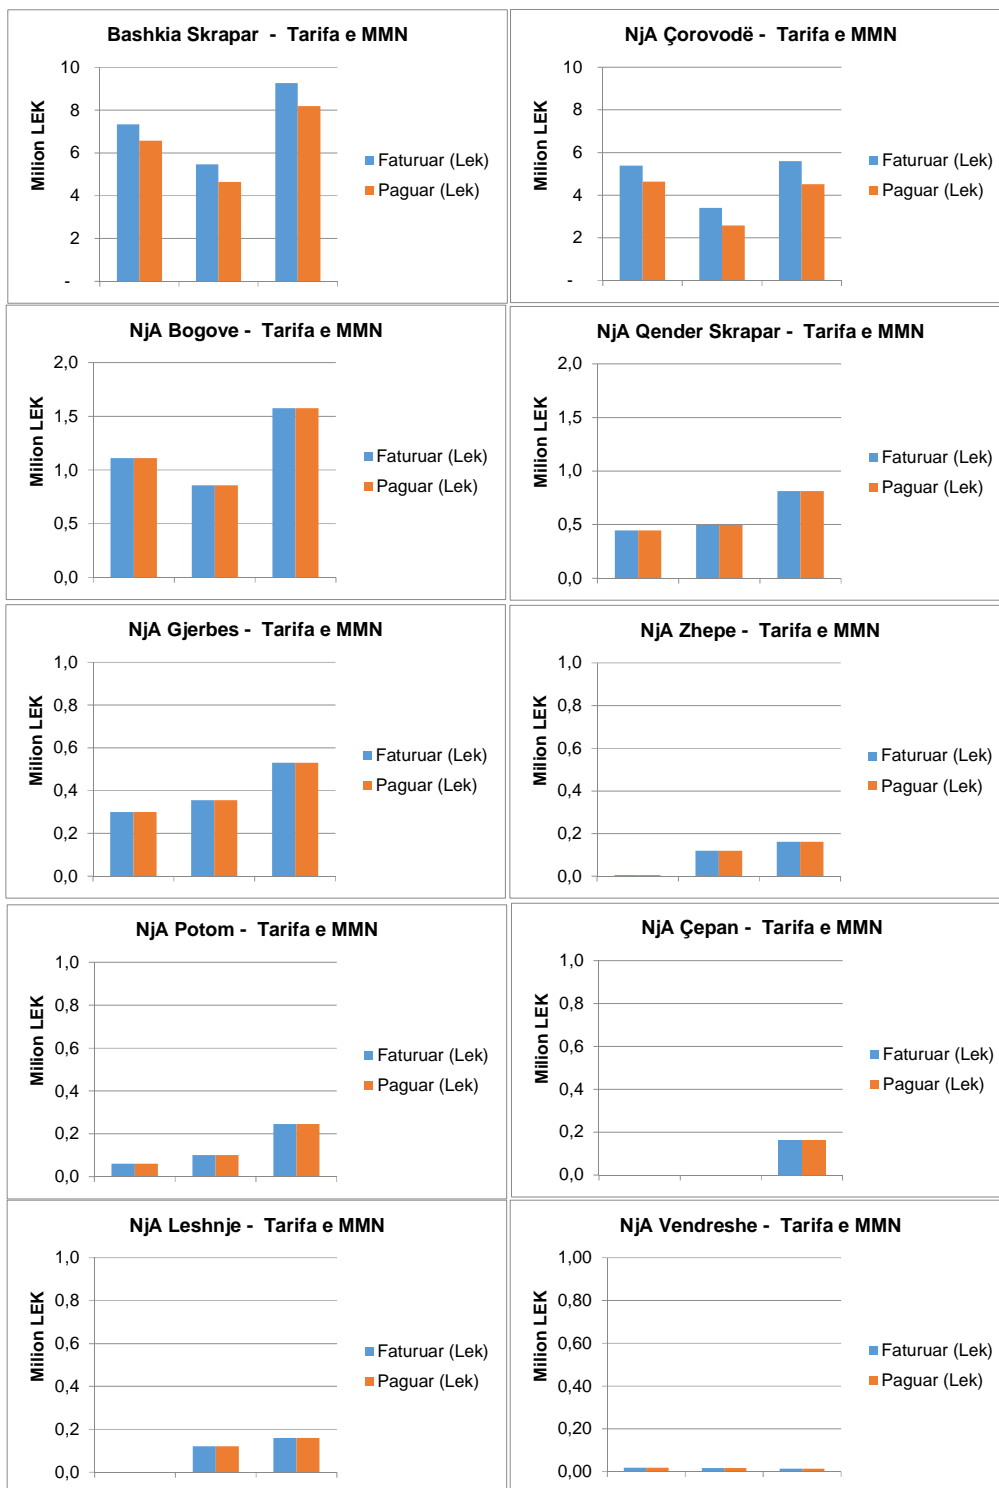 Bashkia Skrapar - Tarifa e MMN
10
8
6
4
2
-
Milion LEK
Faturuar (Lek)
Paguar (Lek)
NjA Çorovodë - Tarifa e MMN
10
8
6
4
2
-
Milion LEK
Faturuar (Lek)
Paguar (Lek)
NjA Bogove - Tarifa e MMN
2,0
1,5
1,0
0,5
0,0
Milion LEK
Faturuar (Lek)
Paguar (Lek)
NjA Qender Skrapar - Tarifa e MMN
2,0
1,5
1,0
0,5
0,0
Milion LEK
Faturuar (Lek)
Paguar (Lek)
NjA Gjerbes - Tarifa e MMN
1,0
0,8
0,6
0,4
0,2
0,0
Milion LEK
Faturuar (Lek)
Paguar (Lek)
NjA Zhepe - Tarifa e MMN
1,0
0,8
0,6
0,4
0,2
0,0
Milion LEK
Faturuar (Lek)
Paguar (Lek)
NjA Potom - Tarifa e MMN
1,0
0,8
0,6
0,4
0,2
0,0
Milion LEK
Faturuar (Lek)
Paguar (Lek)
NjA Çepan - Tarifa e MMN
1,0
0,8
0,6
0,4
0,2
0,0
Milion LEK
Faturuar (Lek)
Paguar (Lek)
NjA Leshnje - Tarifa e MMN
1,0
0,8
0,6
0,4
0,2
0,0
Milion LEK
Faturuar (Lek)
Paguar (Lek)
NjA Vendreshe - Tarifa e MMN
1,00
0,80
0,60
0,40
0,20
0,00
Milion LEK
Faturuar (Lek)
Paguar (Lek)